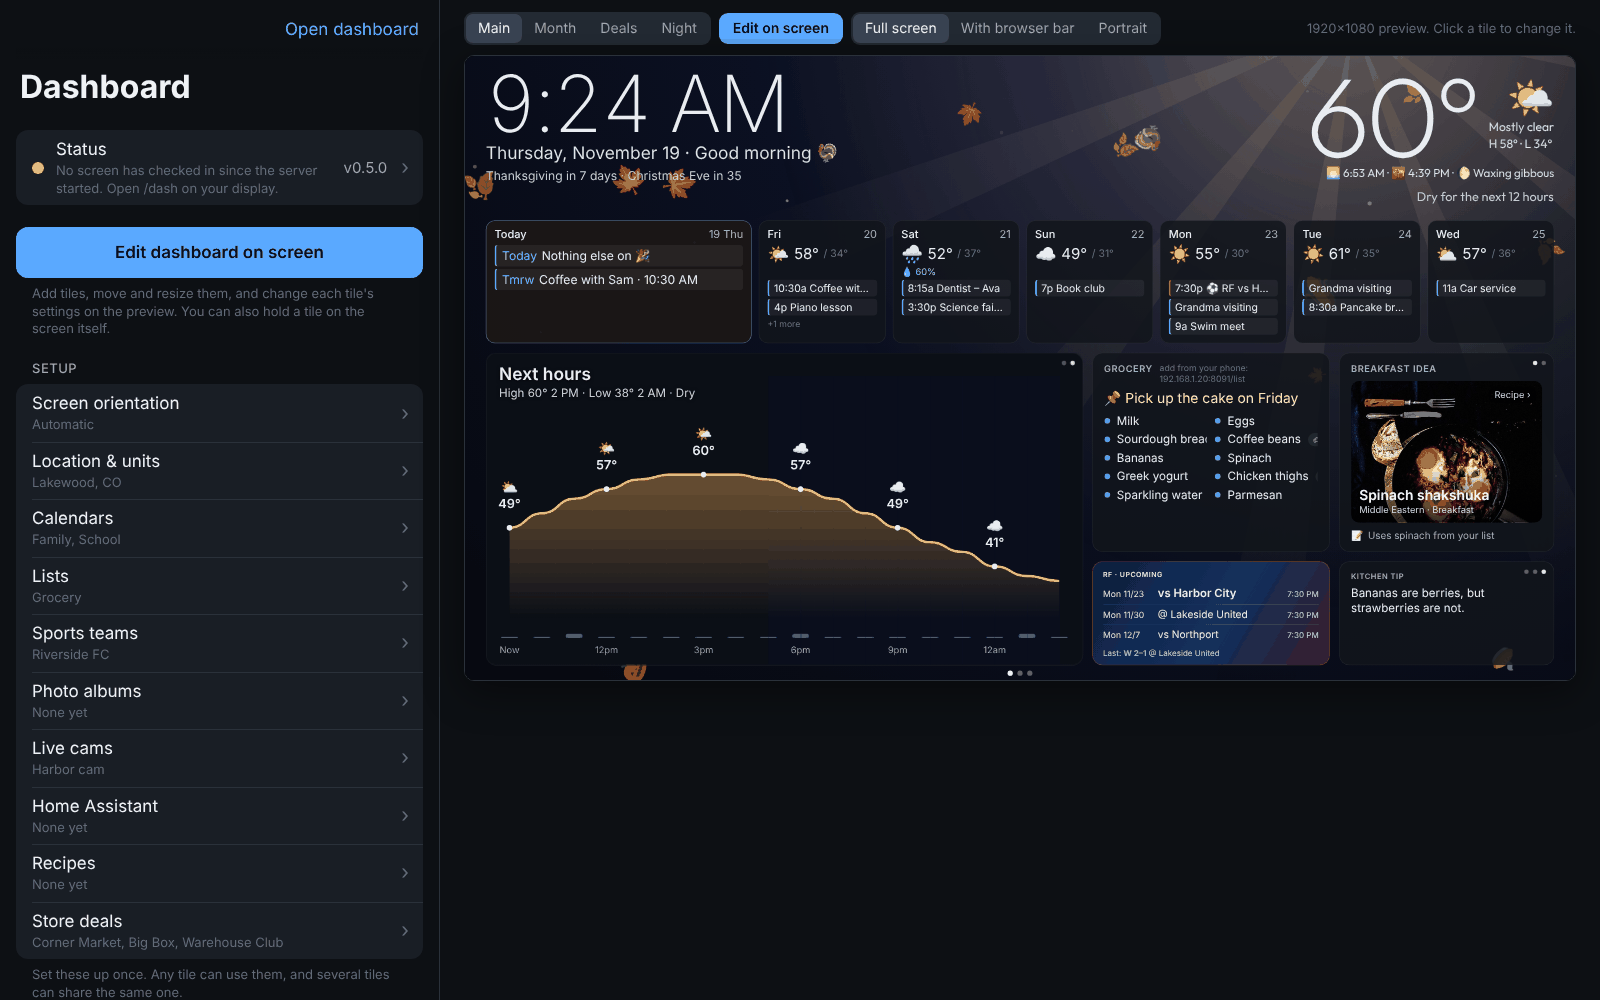 Open dashboard
Dashboard
Status
No screen has checked in since the server
started. Open /dash on your display.
v0.5.0
Edit dashboard on screen
Add tiles, move and resize them, and change each tile's
settings on the preview. You can also hold a tile on the
screen itself.
SETUP
Screen orientation
Automatic
Location & units
Lakewood, CO
Calendars
Family, School
Lists
Grocery
Sports teams
Riverside FC
Photo albums
None yet
Live cams
Harbor cam
Home Assistant
None yet
Recipes
None yet
Store deals
Corner Market, Big Box, Warehouse Club
Set these up once. Any tile can use them, and several tiles
can share the same one.
Main Month Deals Night
Edit on screen
Full screen With browser bar Portrait
1920×1080 preview. Click a tile to change it.
9:24 AM
Thursday, November 19 · Good morning 🦃
Thanksgiving in 7 days · Christmas Eve in 35
60°
Mostly clear
H 58° · L 34°
6:53 AM · 4:39 PM · Waxing gibbous
Dry for the next 12 hours
Today 19 Thu
Today Nothing else on 🎉
Tmrw Coffee with Sam · 10:30 AM
Fri 20
58° / 34°
10:30a Coffee wit…
4p Piano lesson
+1 more
Sat 21
52° / 37°
💧 60%
8:15a Dentist – Ava
3:30p Science fai…
Sun 22
49° / 31°
7p Book club
Mon 23
55° / 30°
7:30p ⚽ RF vs H…
Grandma visiting
9a Swim meet
Tue 24
61° / 35°
Grandma visiting
8:30a Pancake br…
Wed 25
57° / 36°
11a Car service
Next hours
High 60° 2 PM · Low 38° 2 AM · Dry
49°
57°
60°
57°
49°
41°
Now 12pm 3pm 6pm 9pm 12am
GROCERY add from your phone:
192.168.1.20:8091/list
📌 Pick up the cake on Friday
Milk
Sourdough brea
Bananas
Greek yogurt
Sparkling water
Eggs
Coffee beans
Spinach
Chicken thighs
Parmesan
BREAKFAST IDEA
Recipe ›
Spinach shakshuka
Middle Eastern · Breakfast
📝 Uses spinach from your list
RF · UPCOMING
Mon 11/23 vs Harbor City 7:30 PM
Mon 11/30 @ Lakeside United 7:30 PM
Mon 12/7 vs Northport 7:30 PM
Last: W 2–1 @ Lakeside United
KITCHEN TIP
Bananas are berries, but
strawberries are not.